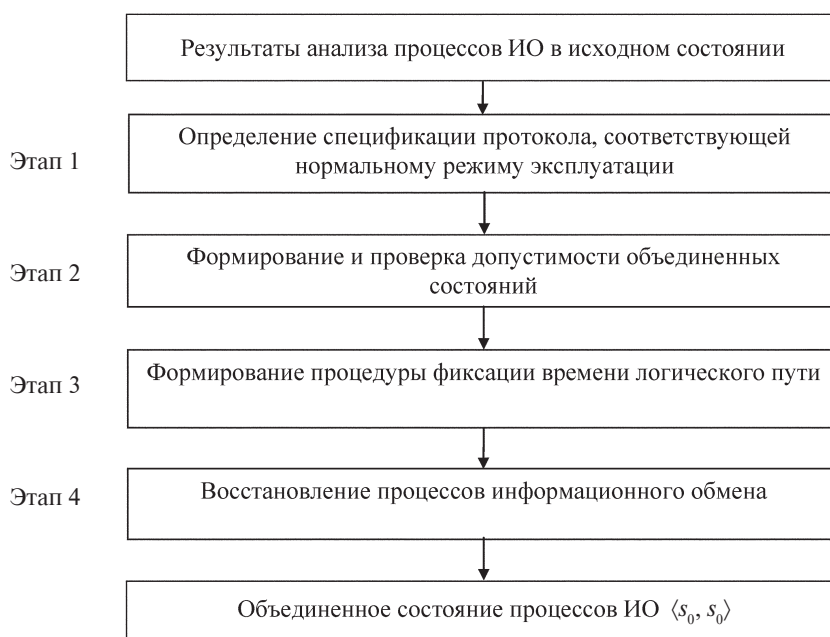 Результаты анализа процессов ИО в исходном состоянии
Этап 1
Определение спецификации протокола, соответствующей
нормальному режиму эксплуатации
Этап 2
Формирование и проверка допустимости объединенных
состояний
Этап 3
Формирование процедуры фиксации времени логического пути
Этап 4
Восстановление процессов информационного обмена
Объединенное состояние процессов ИО ⟨s₀, s₀⟩